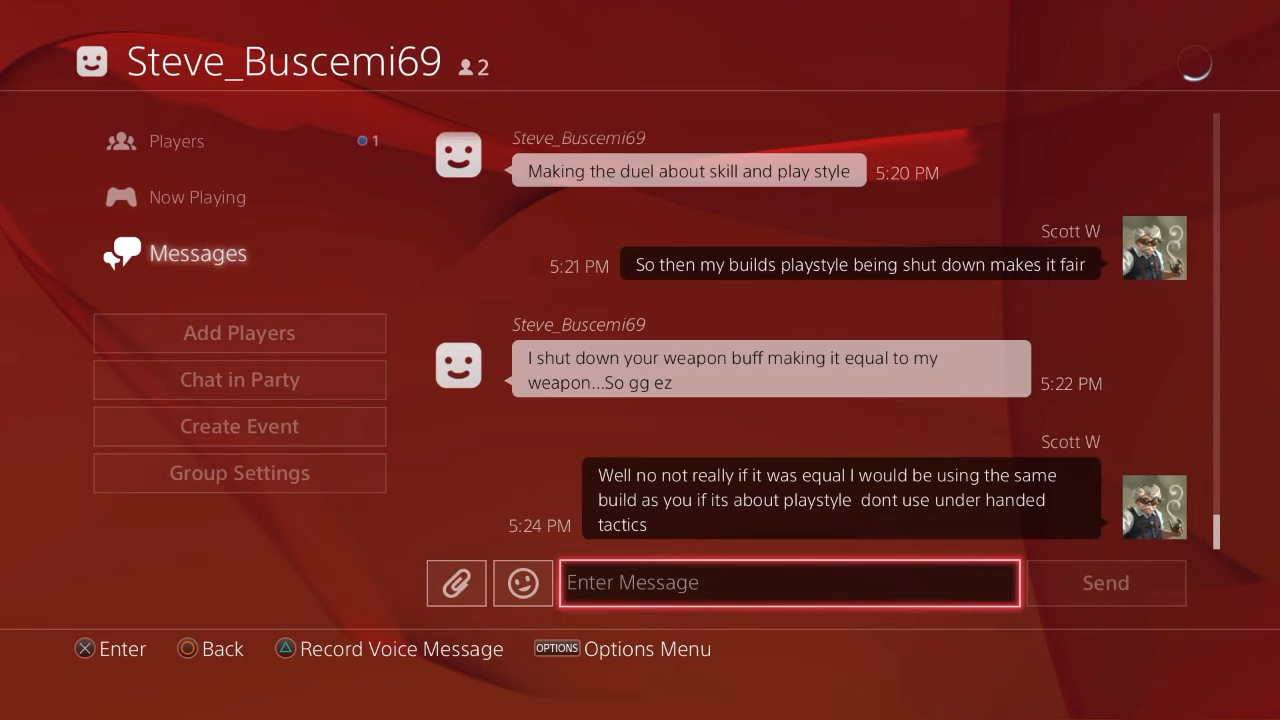 Steve_Buscemi69 2
Players 1
Now Playing
Messages
Add Players
Chat in Party
Create Event
Group Settings
Steve_Buscemi69
Making the duel about skill and play style 5:20 PM
Scott W
5:21 PM So then my builds playstyle being shut down makes it fair
Steve_Buscemi69
I shut down your weapon buff making it equal to my
weapon...So gg ez
5:22 PM
Scott W
Well no not really if it was equal I would be using the same
build as you if its about playstyle dont use under handed
tactics
5:24 PM
Enter Message
Send
Enter Back Record Voice Message OPTIONS Options Menu